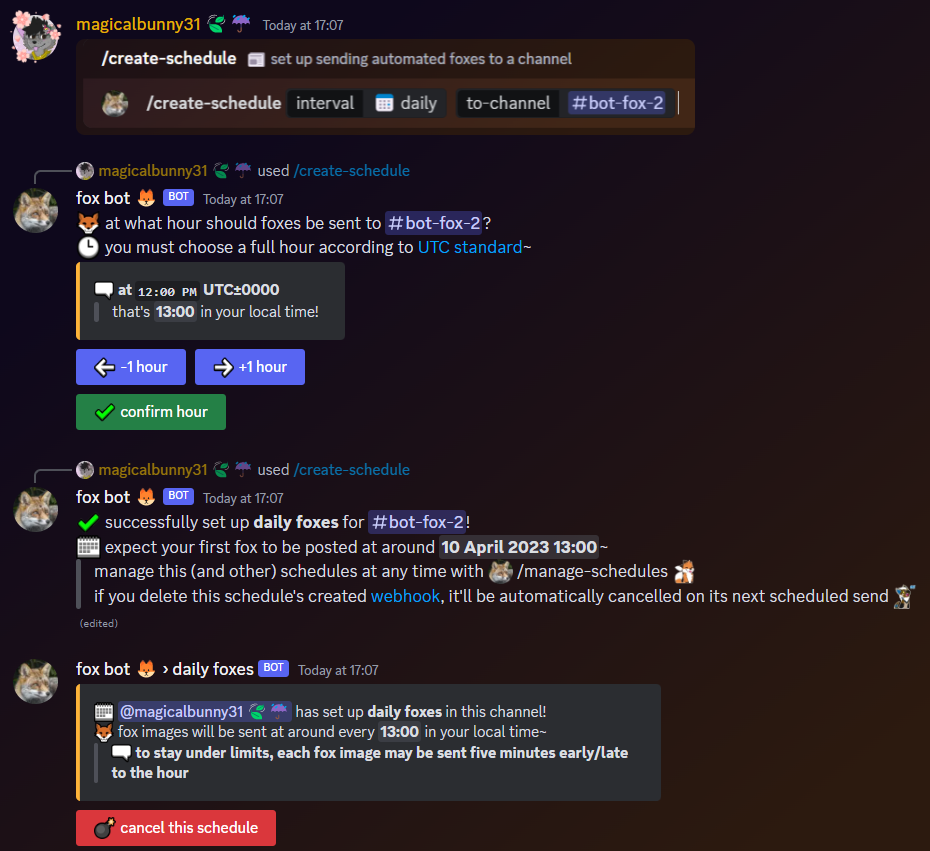 magicalbunny31 Today at 17:07
/create-schedule set up sending automated foxes to a channel
/create-schedule interval daily to-channel #bot-fox-2
magicalbunny31 used /create-schedule
fox bot BOT Today at 17:07
at what hour should foxes be sent to #bot-fox-2?
you must choose a full hour according to UTC standard~
at 12:00 PM UTC±0000
that's 13:00 in your local time!
-1 hour +1 hour
confirm hour
magicalbunny31 used /create-schedule
fox bot BOT Today at 17:07
successfully set up daily foxes for #bot-fox-2!
expect your first fox to be posted at around 10 April 2023 13:00~
manage this (and other) schedules at any time with /manage-schedules
if you delete this schedule's created webhook, it'll be automatically cancelled on its next scheduled send
(edited)
fox bot › daily foxes BOT Today at 17:07
@magicalbunny31 has set up daily foxes in this channel!
fox images will be sent at around every 13:00 in your local time~
to stay under limits, each fox image may be sent five minutes early/late
to the hour
cancel this schedule